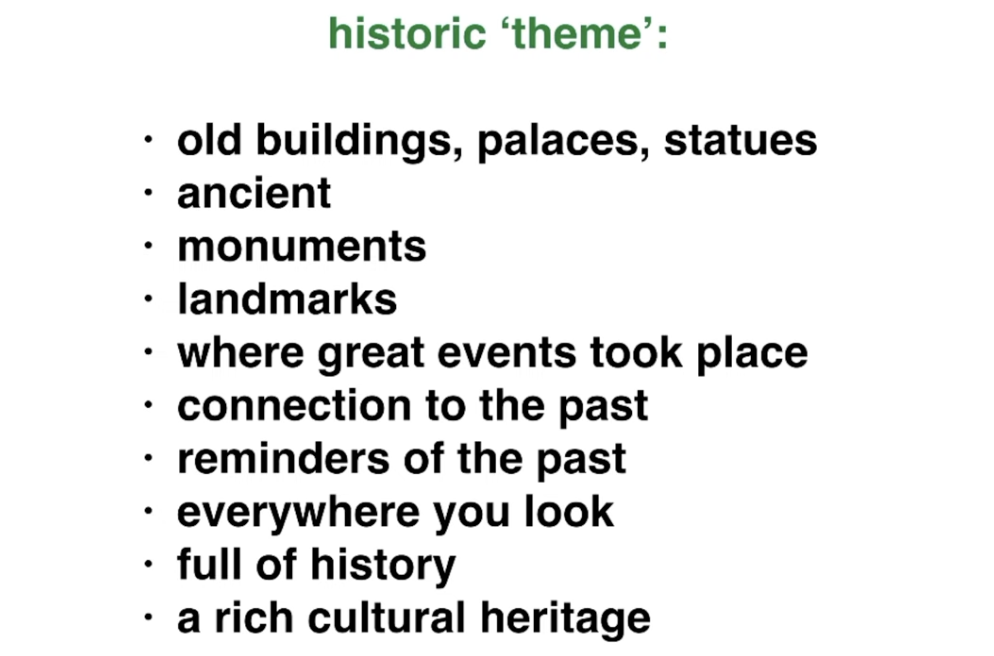 historic ‘theme’:
· old buildings, palaces, statues
· ancient
· monuments
· landmarks
· where great events took place
· connection to the past
· reminders of the past
· everywhere you look
· full of history
· a rich cultural heritage